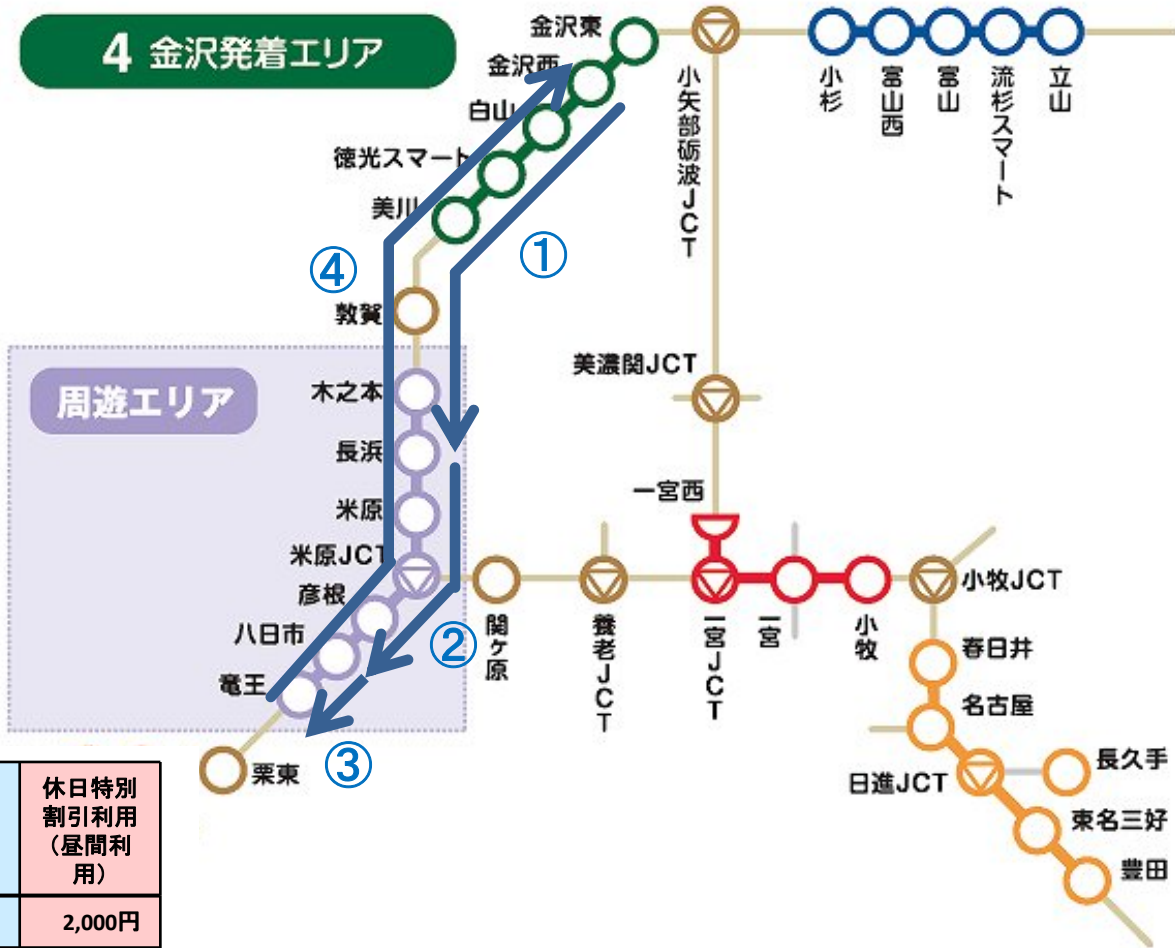 4 金沢発着エリア
金沢東
金沢西
白山
徳光スマート
美川
小矢部砺波JCT
小杉
富山西
富山
流杉スマート
立山
①
④
敦賀
周遊エリア
木之本
長浜
米原
米原JCT
彦根
八日市
竜王
栗東
②
③
美濃関JCT
一宮西
関ヶ原
養老JCT
一宮JCT
一宮
小牧
小牧JCT
春日井
名古屋
日進JCT
長久手
東名三好
豊田
休日特別
割引利用
(昼間利
用)
2,000円